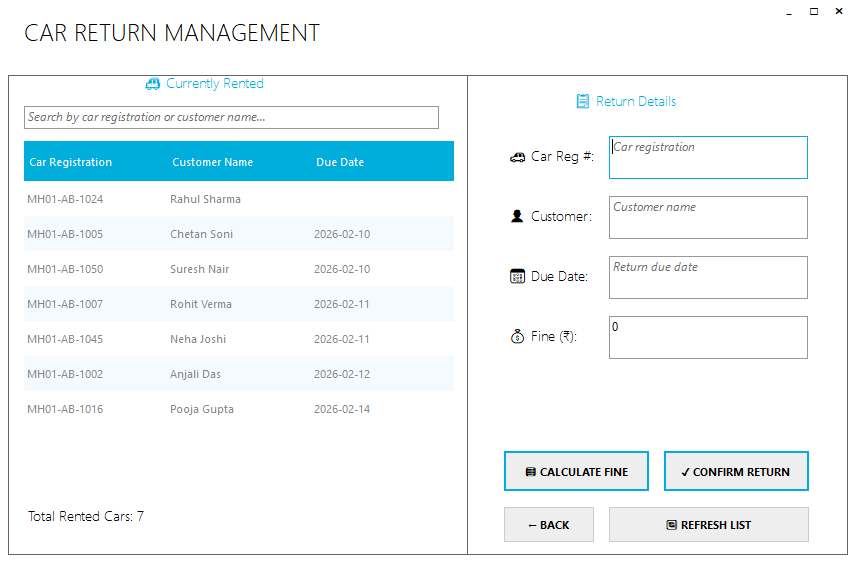 CAR RETURN MANAGEMENT
Currently Rented
Search by car registration or customer name...
Car Registration Customer Name Due Date
MH01-AB-1024 Rahul Sharma
MH01-AB-1005 Chetan Soni 2026-02-10
MH01-AB-1050 Suresh Nair 2026-02-10
MH01-AB-1007 Rohit Verma 2026-02-11
MH01-AB-1045 Neha Joshi 2026-02-11
MH01-AB-1002 Anjali Das 2026-02-12
MH01-AB-1016 Pooja Gupta 2026-02-14
Total Rented Cars: 7
Return Details
Car Reg #: Car registration
Customer: Customer name
Due Date: Return due date
Fine (₹): 0
CALCULATE FINE
✓ CONFIRM RETURN
← BACK
REFRESH LIST